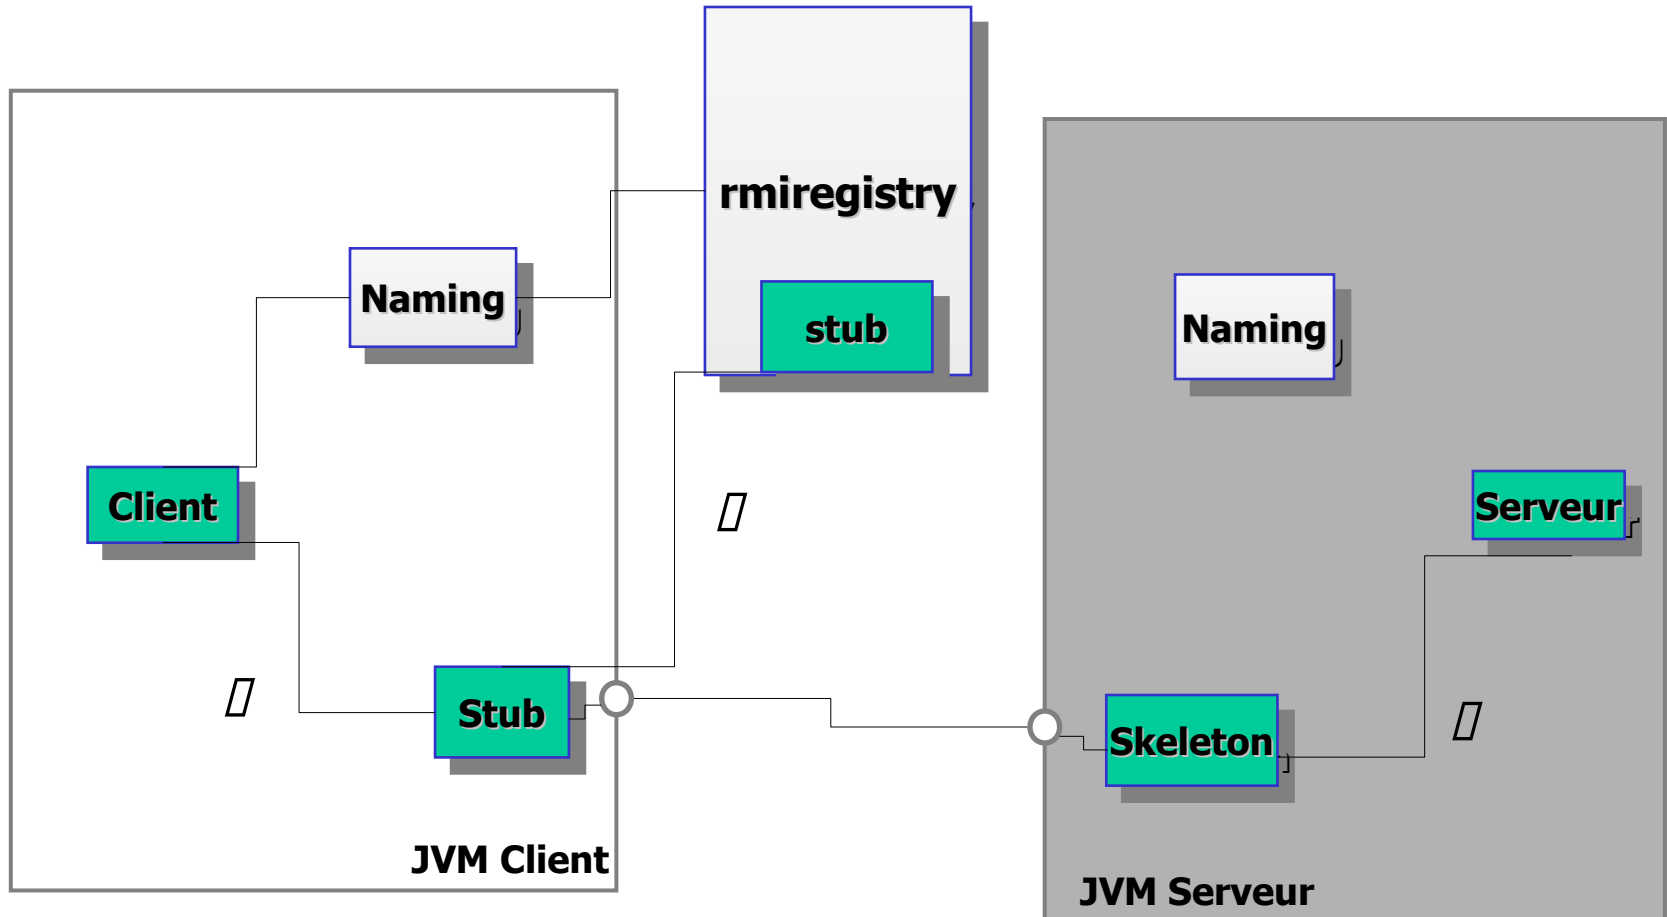 rmiregistry
Naming
stub
Naming
Client
Serveur
Stub
Skeleton
JVM Client
JVM Serveur